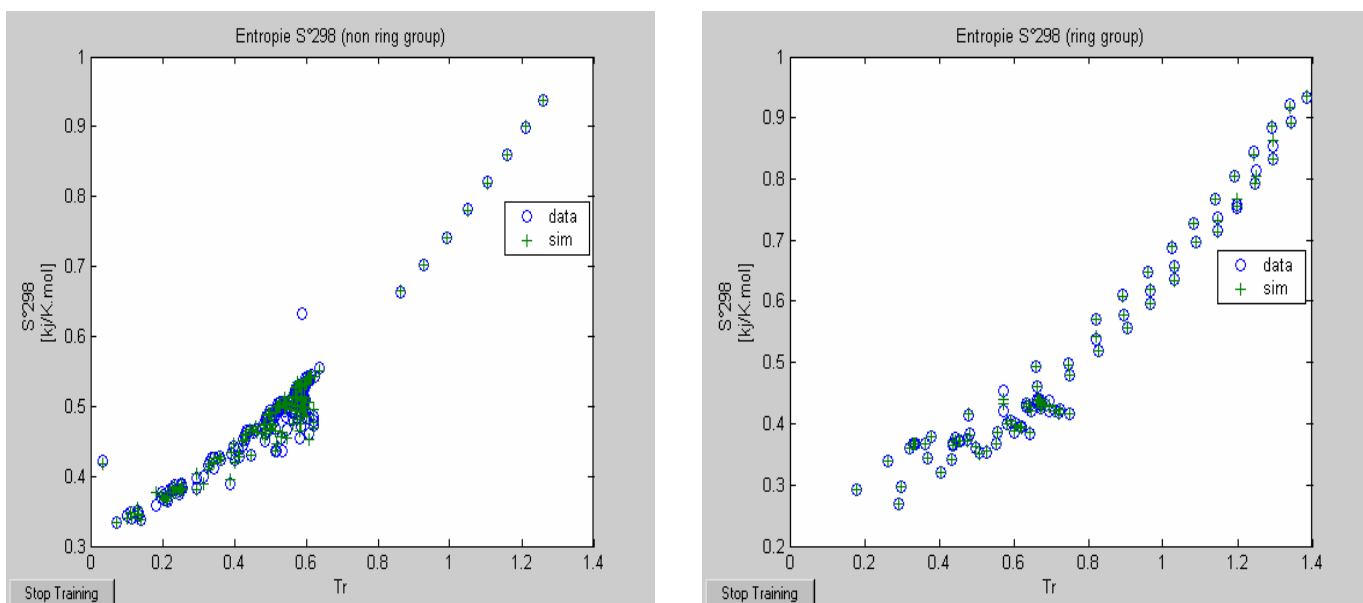 Entropie S°298 (non ring group)
1
0.9
0.8
0.7
0.6
0.5
0.4
0.3
S°298
[kj/K.mol]
data
sim
0
0.2
0.4
0.6
0.8
1
1.2
1.4
Tr
Stop Training
Entropie S°298 (ring group)
1
0.9
0.8
0.7
0.6
0.5
0.4
0.3
0.2
S°298
[kj/K.mol]
data
sim
0
0.2
0.4
0.6
0.8
1
1.2
1.4
Tr
Stop Training